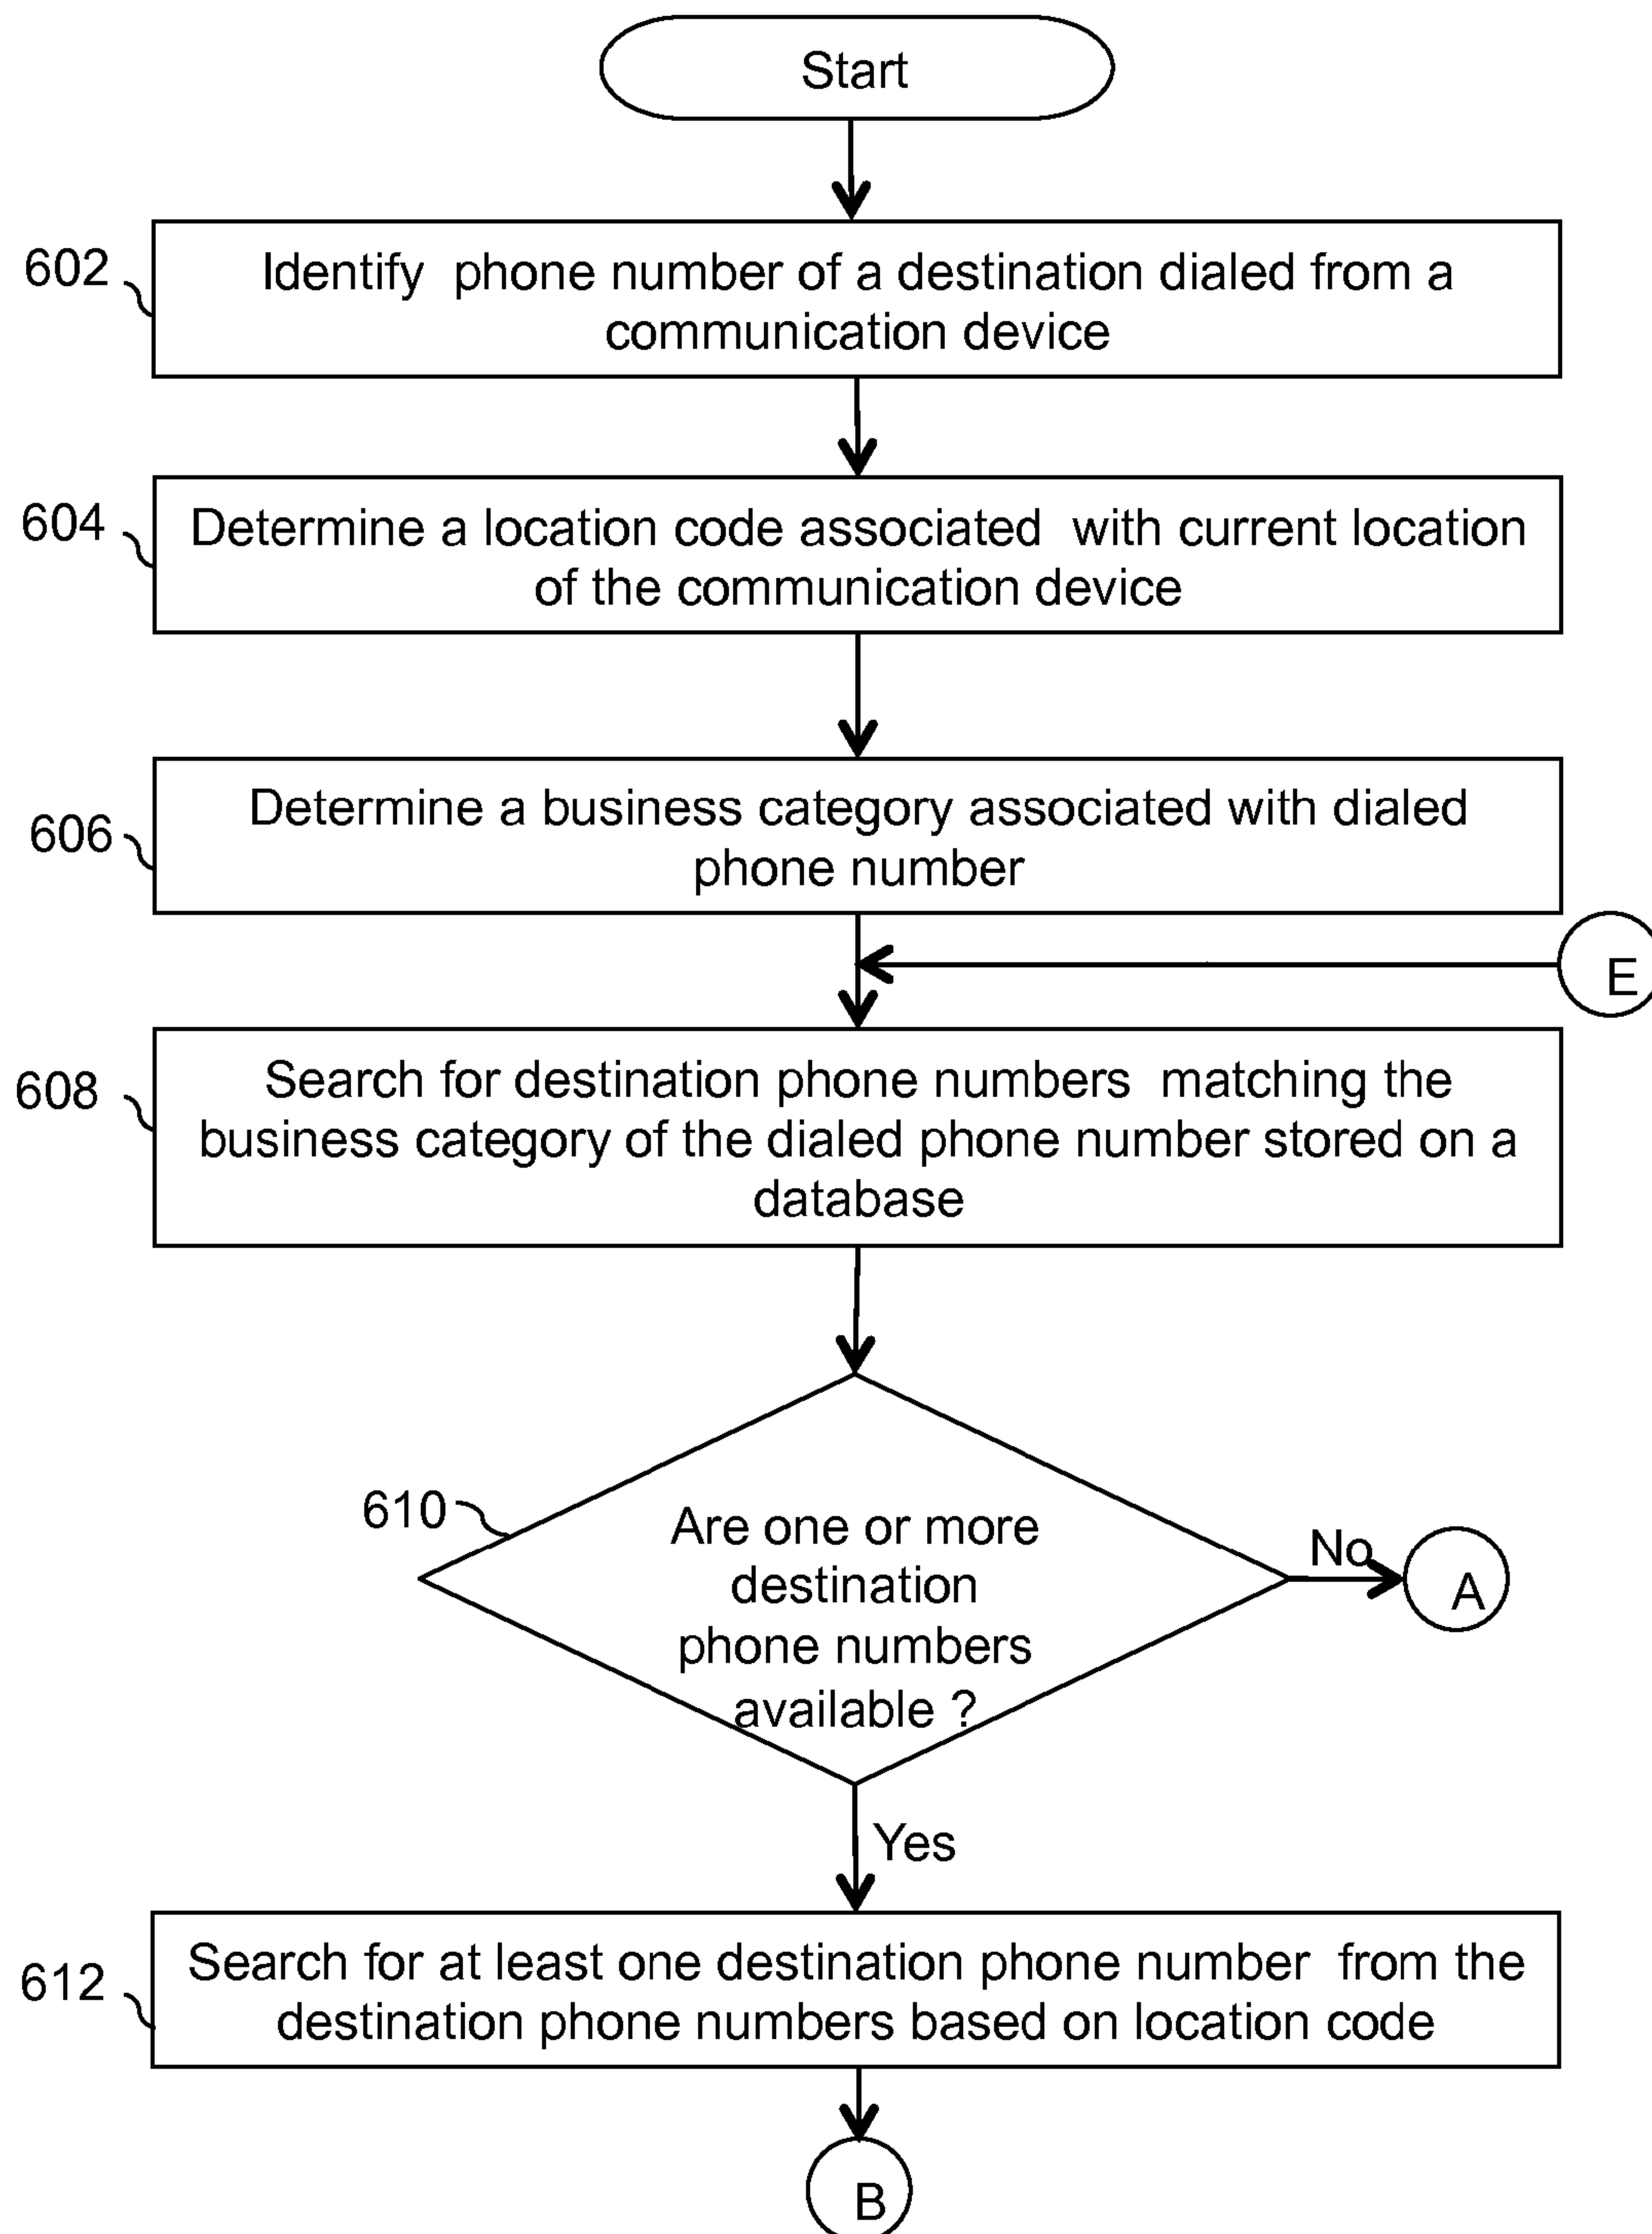 Start
602
Identify phone number of a destination dialed from a
communication device
604
Determine a location code associated with current location
of the communication device
606
Determine a business category associated with dialed
phone number
E
608
Search for destination phone numbers matching the
business category of the dialed phone number stored on a
database
610
Are one or more
destination
phone numbers
available ?
No
A
Yes
612
Search for at least one destination phone number from the
destination phone numbers based on location code
B